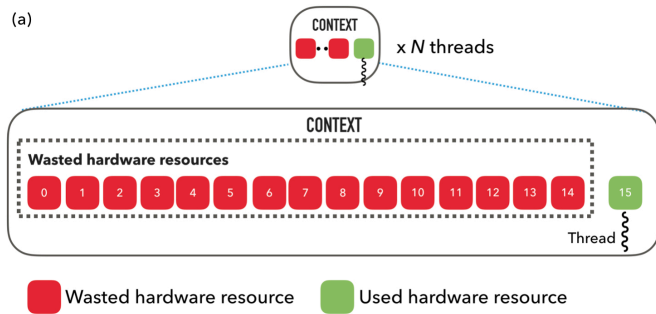 (a)
CONTEXT
x N threads
CONTEXT
Wasted hardware resources
0 1 2 3 4 5 6 7 8 9 10 11 12 13 14 15
Thread
Wasted hardware resource Used hardware resource